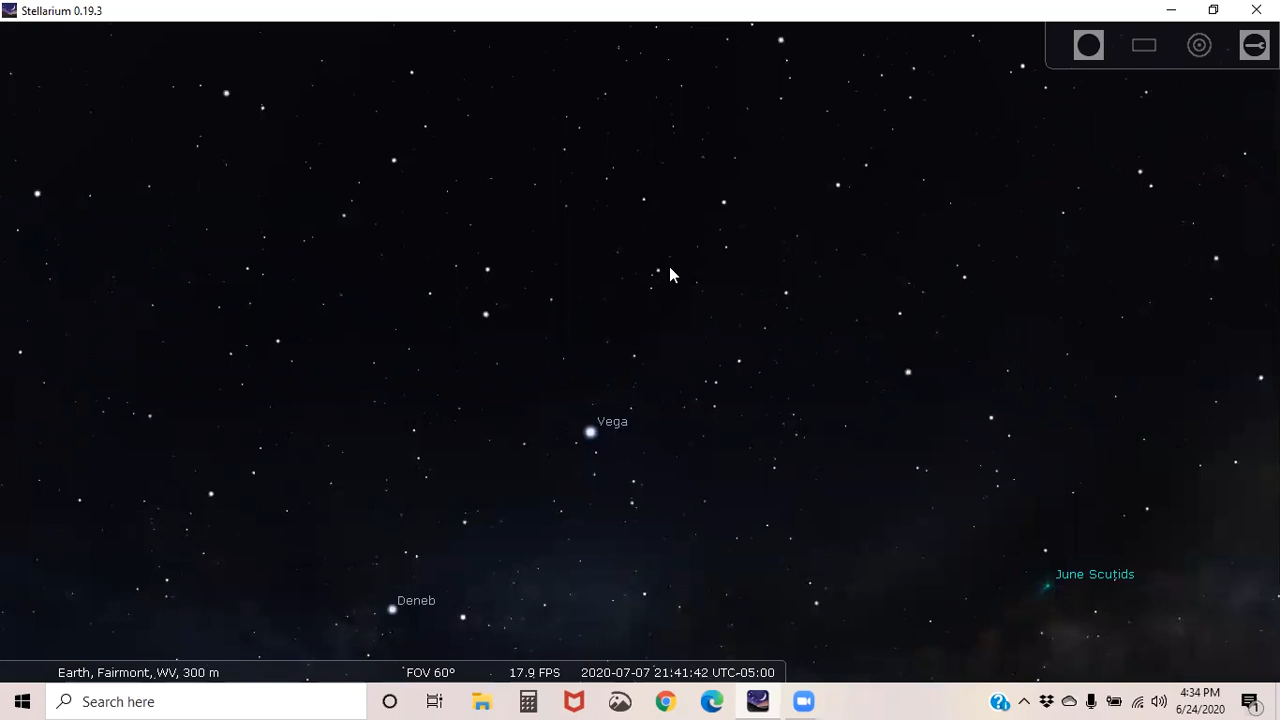 Stellarium 0.19.3
Vega
June Scutids
Deneb
Earth, Fairmont, WV, 300 m FOV 60° 17.9 FPS 2020-07-07 21:41:42 UTC-05:00
Search here
4:34 PM
6/24/2020
1